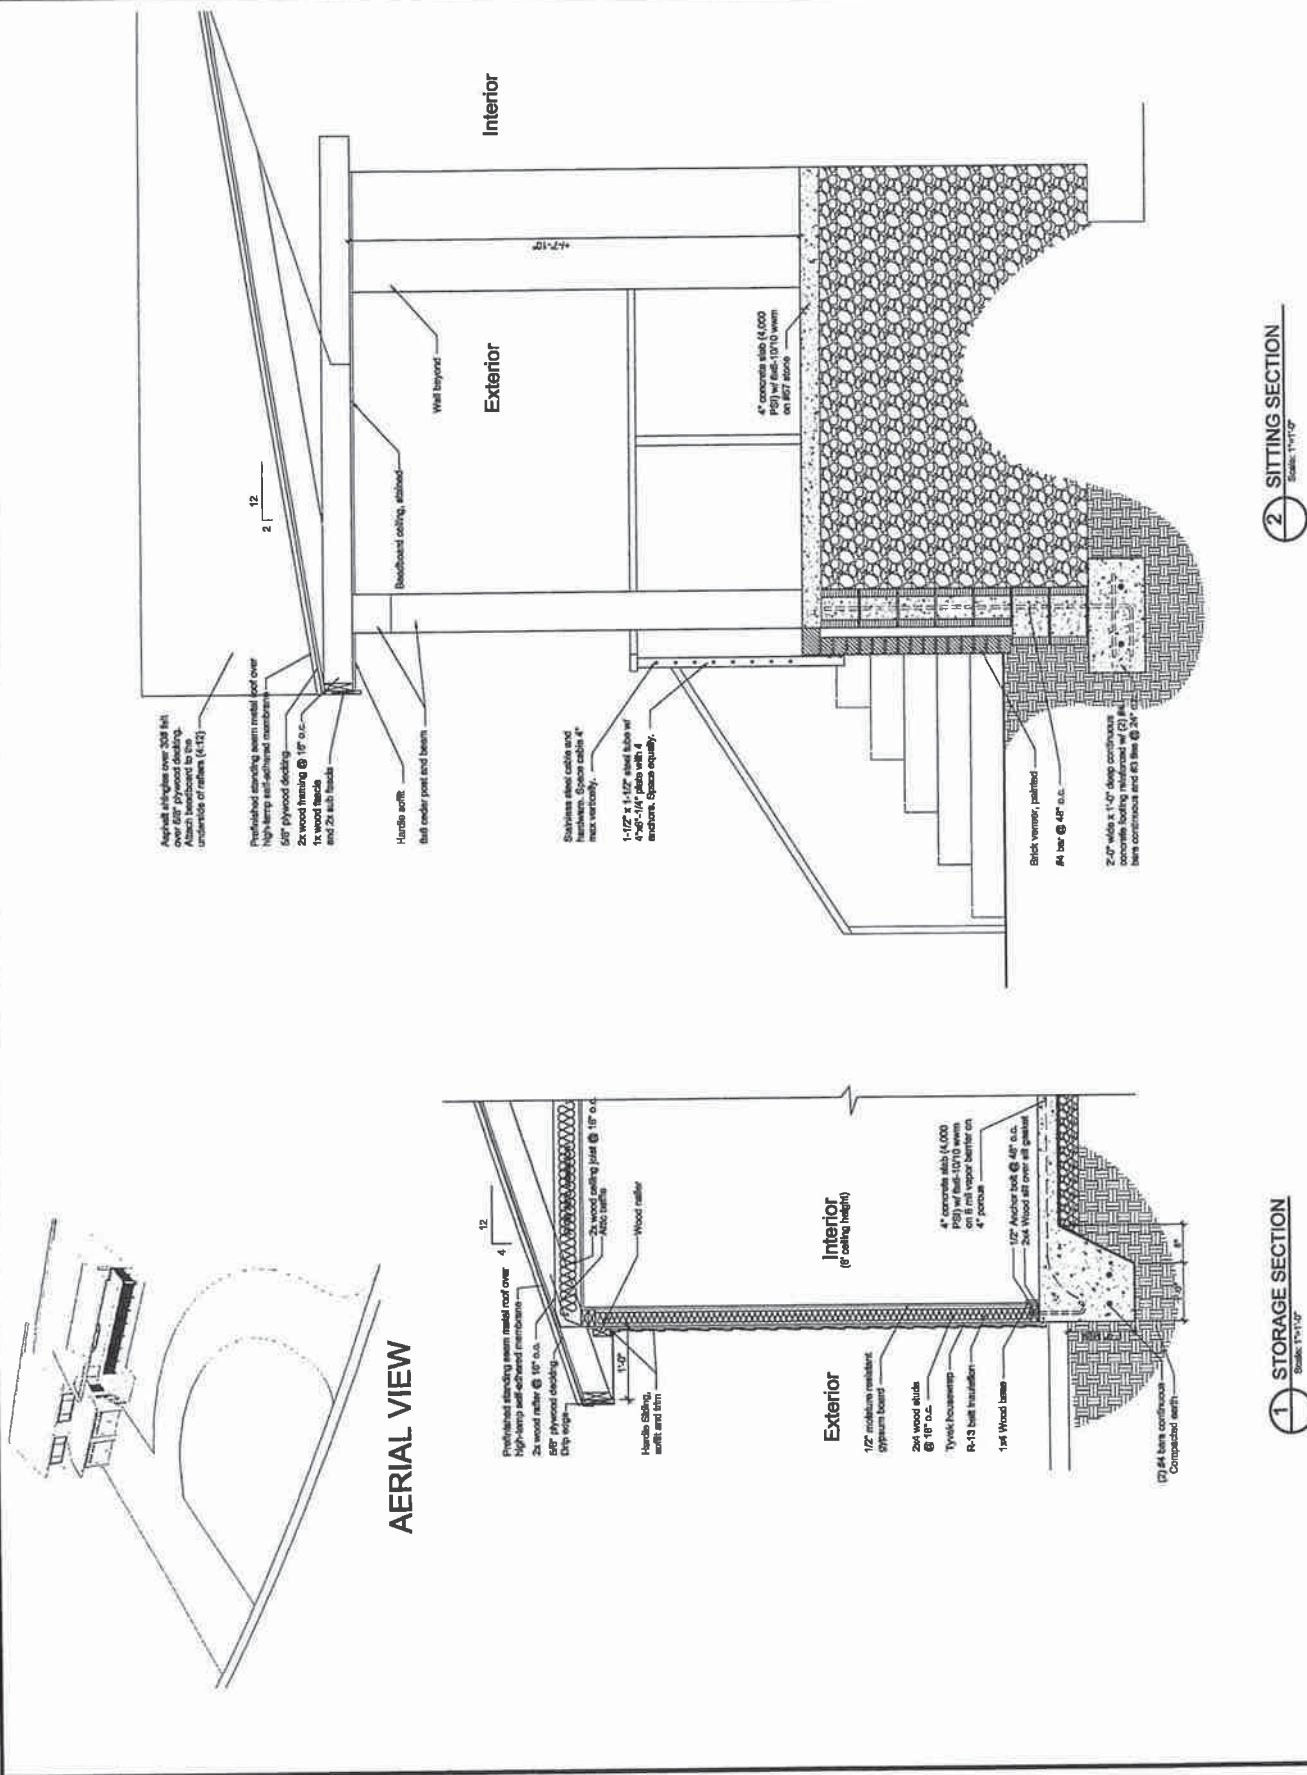 AERIAL VIEW
Prefinished standing seam metal roof over
high-temp self-adhered membrane
2x wood rafter @ 16" o.c.
5/8" plywood decking
Drip edge
12
4
2x wood ceiling joist @ 16" o.c.
Attic baffle
Wood rafter
1'-0"
Hardie Siding,
soffit and trim
Exterior
Interior
(8' ceiling height)
1/2" moisture resistant
gypsum board
2x4 wood studs
@ 16" o.c.
Tyvek housewrap
R-13 batt insulation
1x4 Wood base
4" concrete slab (4,000
PSI) w/ 6x6-10/10 wwm
on 6 mil vapor barrier on
4" porous
1/2" Anchor bolt @ 48" o.c.
2x4 Wood sill over sill gasket
(2) #4 bars continuous
Compacted earth
8"
1 STORAGE SECTION
Scale: 1"=1'-0"
Asphalt shingles over 30# felt
over 5/8" plywood decking.
Attach beadboard to the
underside of rafters (4:12)
Prefinished standing seam metal roof over
high-temp self-adhered membrane
5/8" plywood decking
2x wood framing @ 16" o.c.
1x wood fascia
and 2x sub fascia
12
2
Hardie soffit
8x8 cedar post and beam
Beadboard ceiling, stained
Wall beyond
Exterior
Interior
+/-7'-10"
Stainless steel cable and
hardware. Space cable 4"
max vertically.
1-1/2" x 1-1/2" steel tube w/
4"x6"-1/4" plate with 4
anchors. Space equally.
4" concrete slab (4,000
PSI) w/ 6x6-10/10 wwm
on #57 stone
Brick veneer, painted
#4 bar @ 48" o.c.
2'-0" wide x 1'-0" deep continuous
concrete footing reinforced w/ (2)
bars continuous and #3 ties @ 24" o.c.
2 SITTING SECTION
Scale: 1"=1'-0"